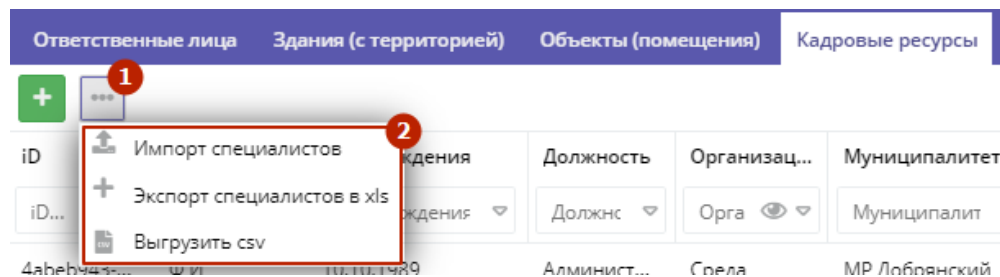 Ответственные лица Здания (с территорией) Объекты (помещения) Кадровые ресурсы
1
2
Импорт специалистов
Экспорт специалистов в xls
Выгрузить csv
iD ждения Должность Организац... Муниципалитет
iD... ждения Должнс Орга Муниципалит
4abeb943-... Ф И 10.10.1989 Админист... Среда МР Добрянский